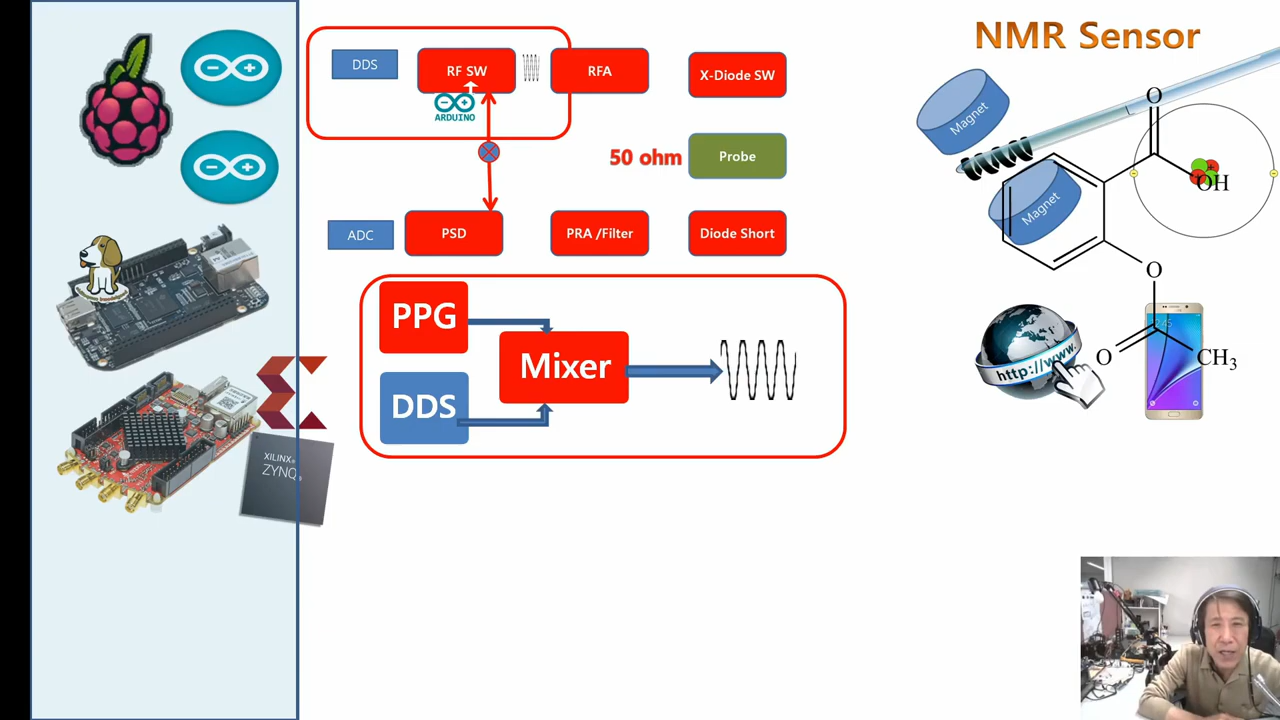 NMR Sensor
DDS
RF SW
RFA
X-Diode SW
ARDUINO
50 ohm
Probe
ADC
PSD
PRA /Filter
Diode Short
PPG
DDS
Mixer
Magnet
Magnet
O
OH
O
O
CH3
http://www.
XILINX
ZYNQ